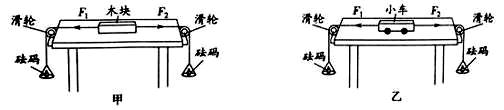 滑轮 F₁ 木块 F₂ 滑轮
砝码 砝码
甲
滑轮 F₁ 小车 F₂ 滑轮
砝码 砝码
乙